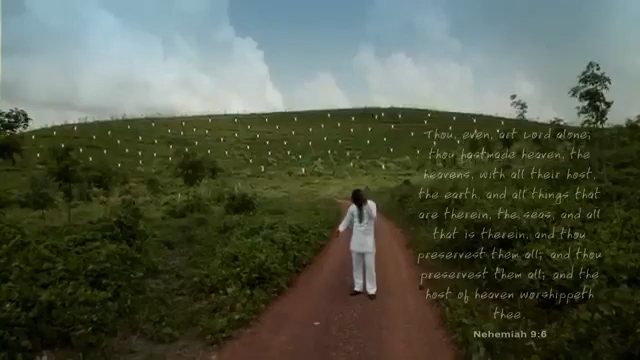 Thou, even, art Lord alone;
thou hastmade heaven, the
heavens, with all their host,
the earth, and all things that
are therein, the seas, and all
that is therein, and thou
preservest them all; and thou
preservest them all; and the
host of heaven worshippeth
thee.
Nehemiah 9:6